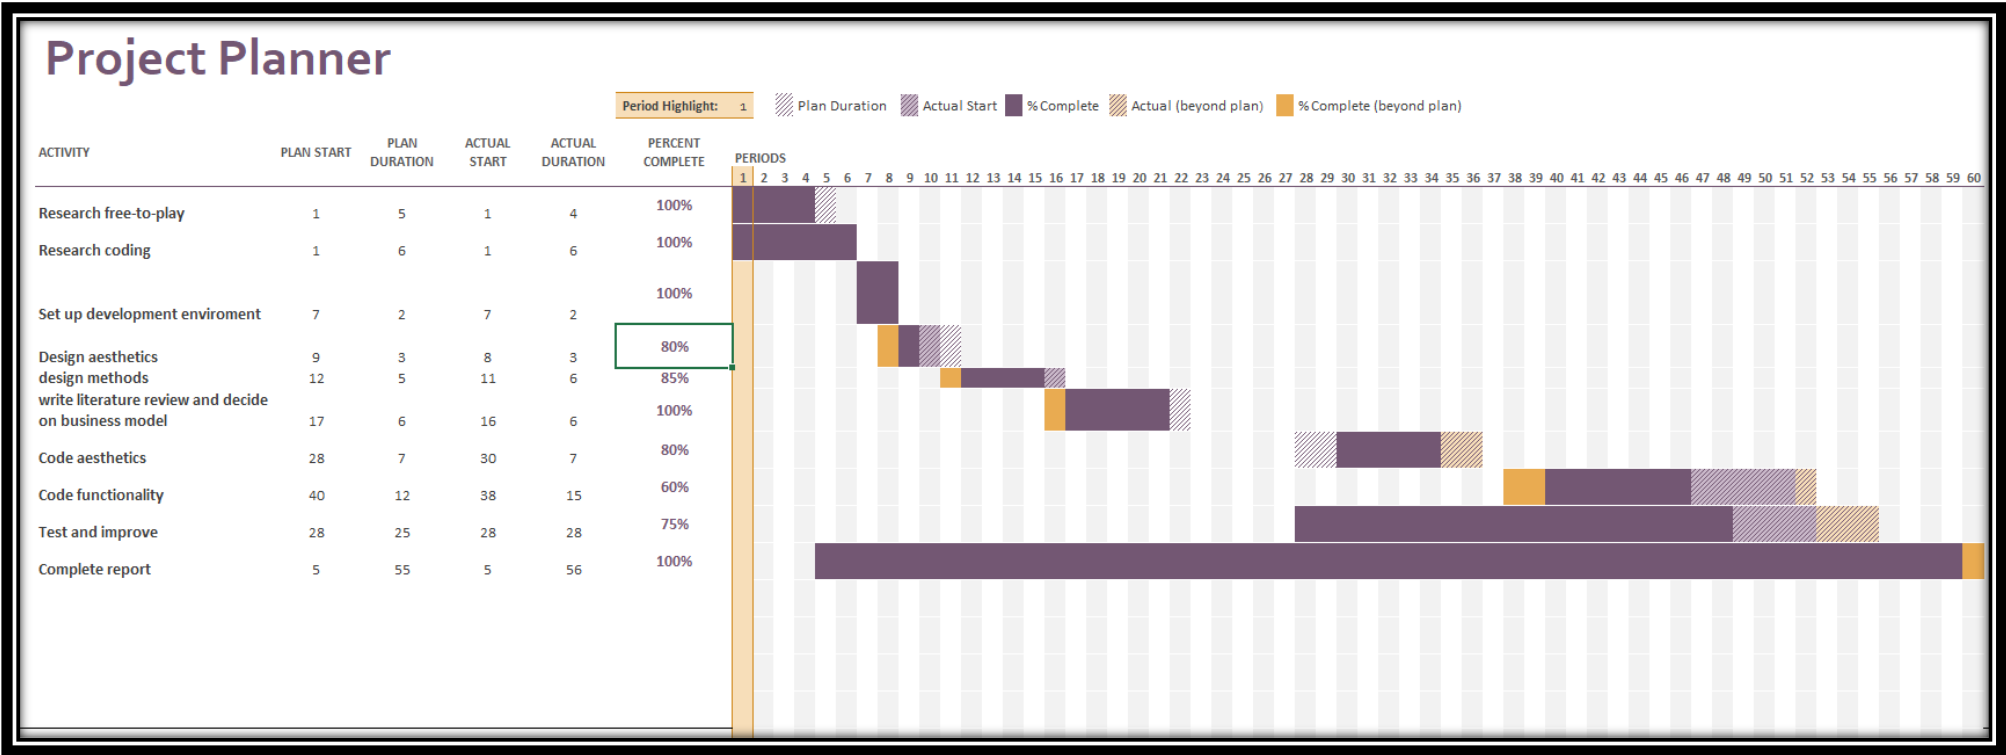 Project Planner
Period Highlight: 1 Plan Duration Actual Start % Complete Actual (beyond plan) % Complete (beyond plan)
ACTIVITY PLAN START PLAN DURATION ACTUAL START ACTUAL DURATION PERCENT COMPLETE PERIODS
1 2 3 4 5 6 7 8 9 10 11 12 13 14 15 16 17 18 19 20 21 22 23 24 25 26 27 28 29 30 31 32 33 34 35 36 37 38 39 40 41 42 43 44 45 46 47 48 49 50 51 52 53 54 55 56 57 58 59 60
Research free-to-play 1 5 1 4 100%
Research coding 1 6 1 6 100%
Set up development enviroment 7 2 7 2 100%
Design aesthetics 9 3 8 3 80%
design methods 12 5 11 6 85%
write literature review and decide
on business model 17 6 16 6 100%
Code aesthetics 28 7 30 7 80%
Code functionality 40 12 38 15 60%
Test and improve 28 25 28 28 75%
Complete report 5 55 5 56 100%